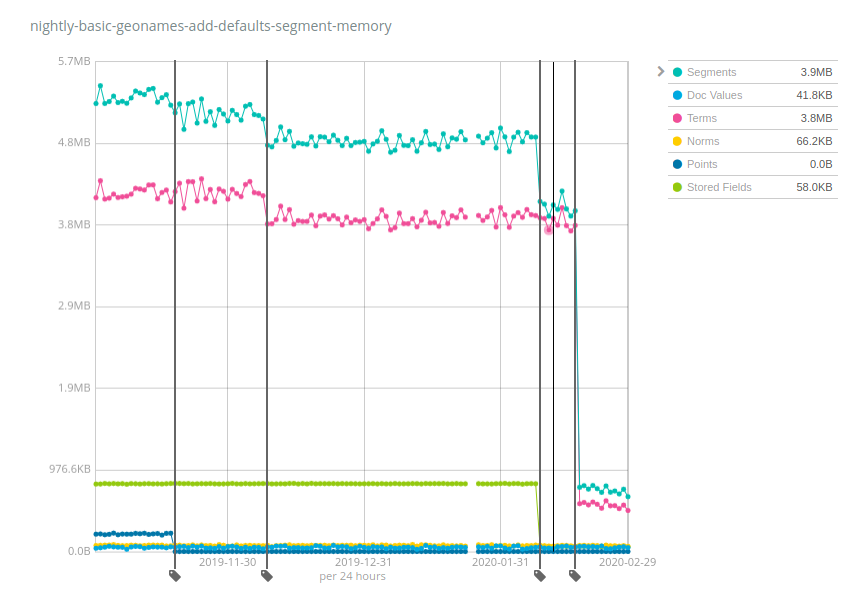 nightly-basic-geonames-add-defaults-segment-memory
5.7MB
4.8MB
3.8MB
2.9MB
1.9MB
976.6KB
0.0B
2019-11-30 2019-12-31 2020-01-31 2020-02-29
per 24 hours
Segments 3.9MB
Doc Values 41.8KB
Terms 3.8MB
Norms 66.2KB
Points 0.0B
Stored Fields 58.0KB